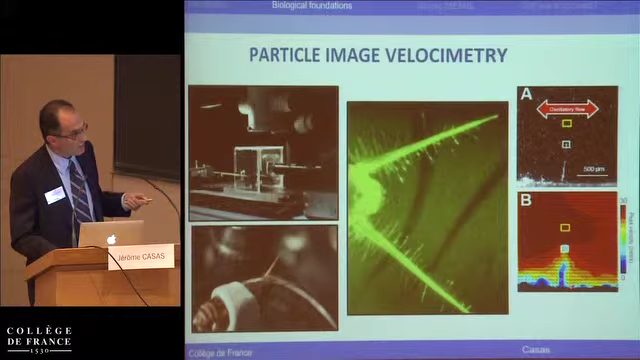 Biological foundations
PARTICLE IMAGE VELOCIMETRY
A
Oscillatory flow
500 µm
B
Jérôme CASAS
COLLÈGE
DE FRANCE
1530
Collège de France
Casas